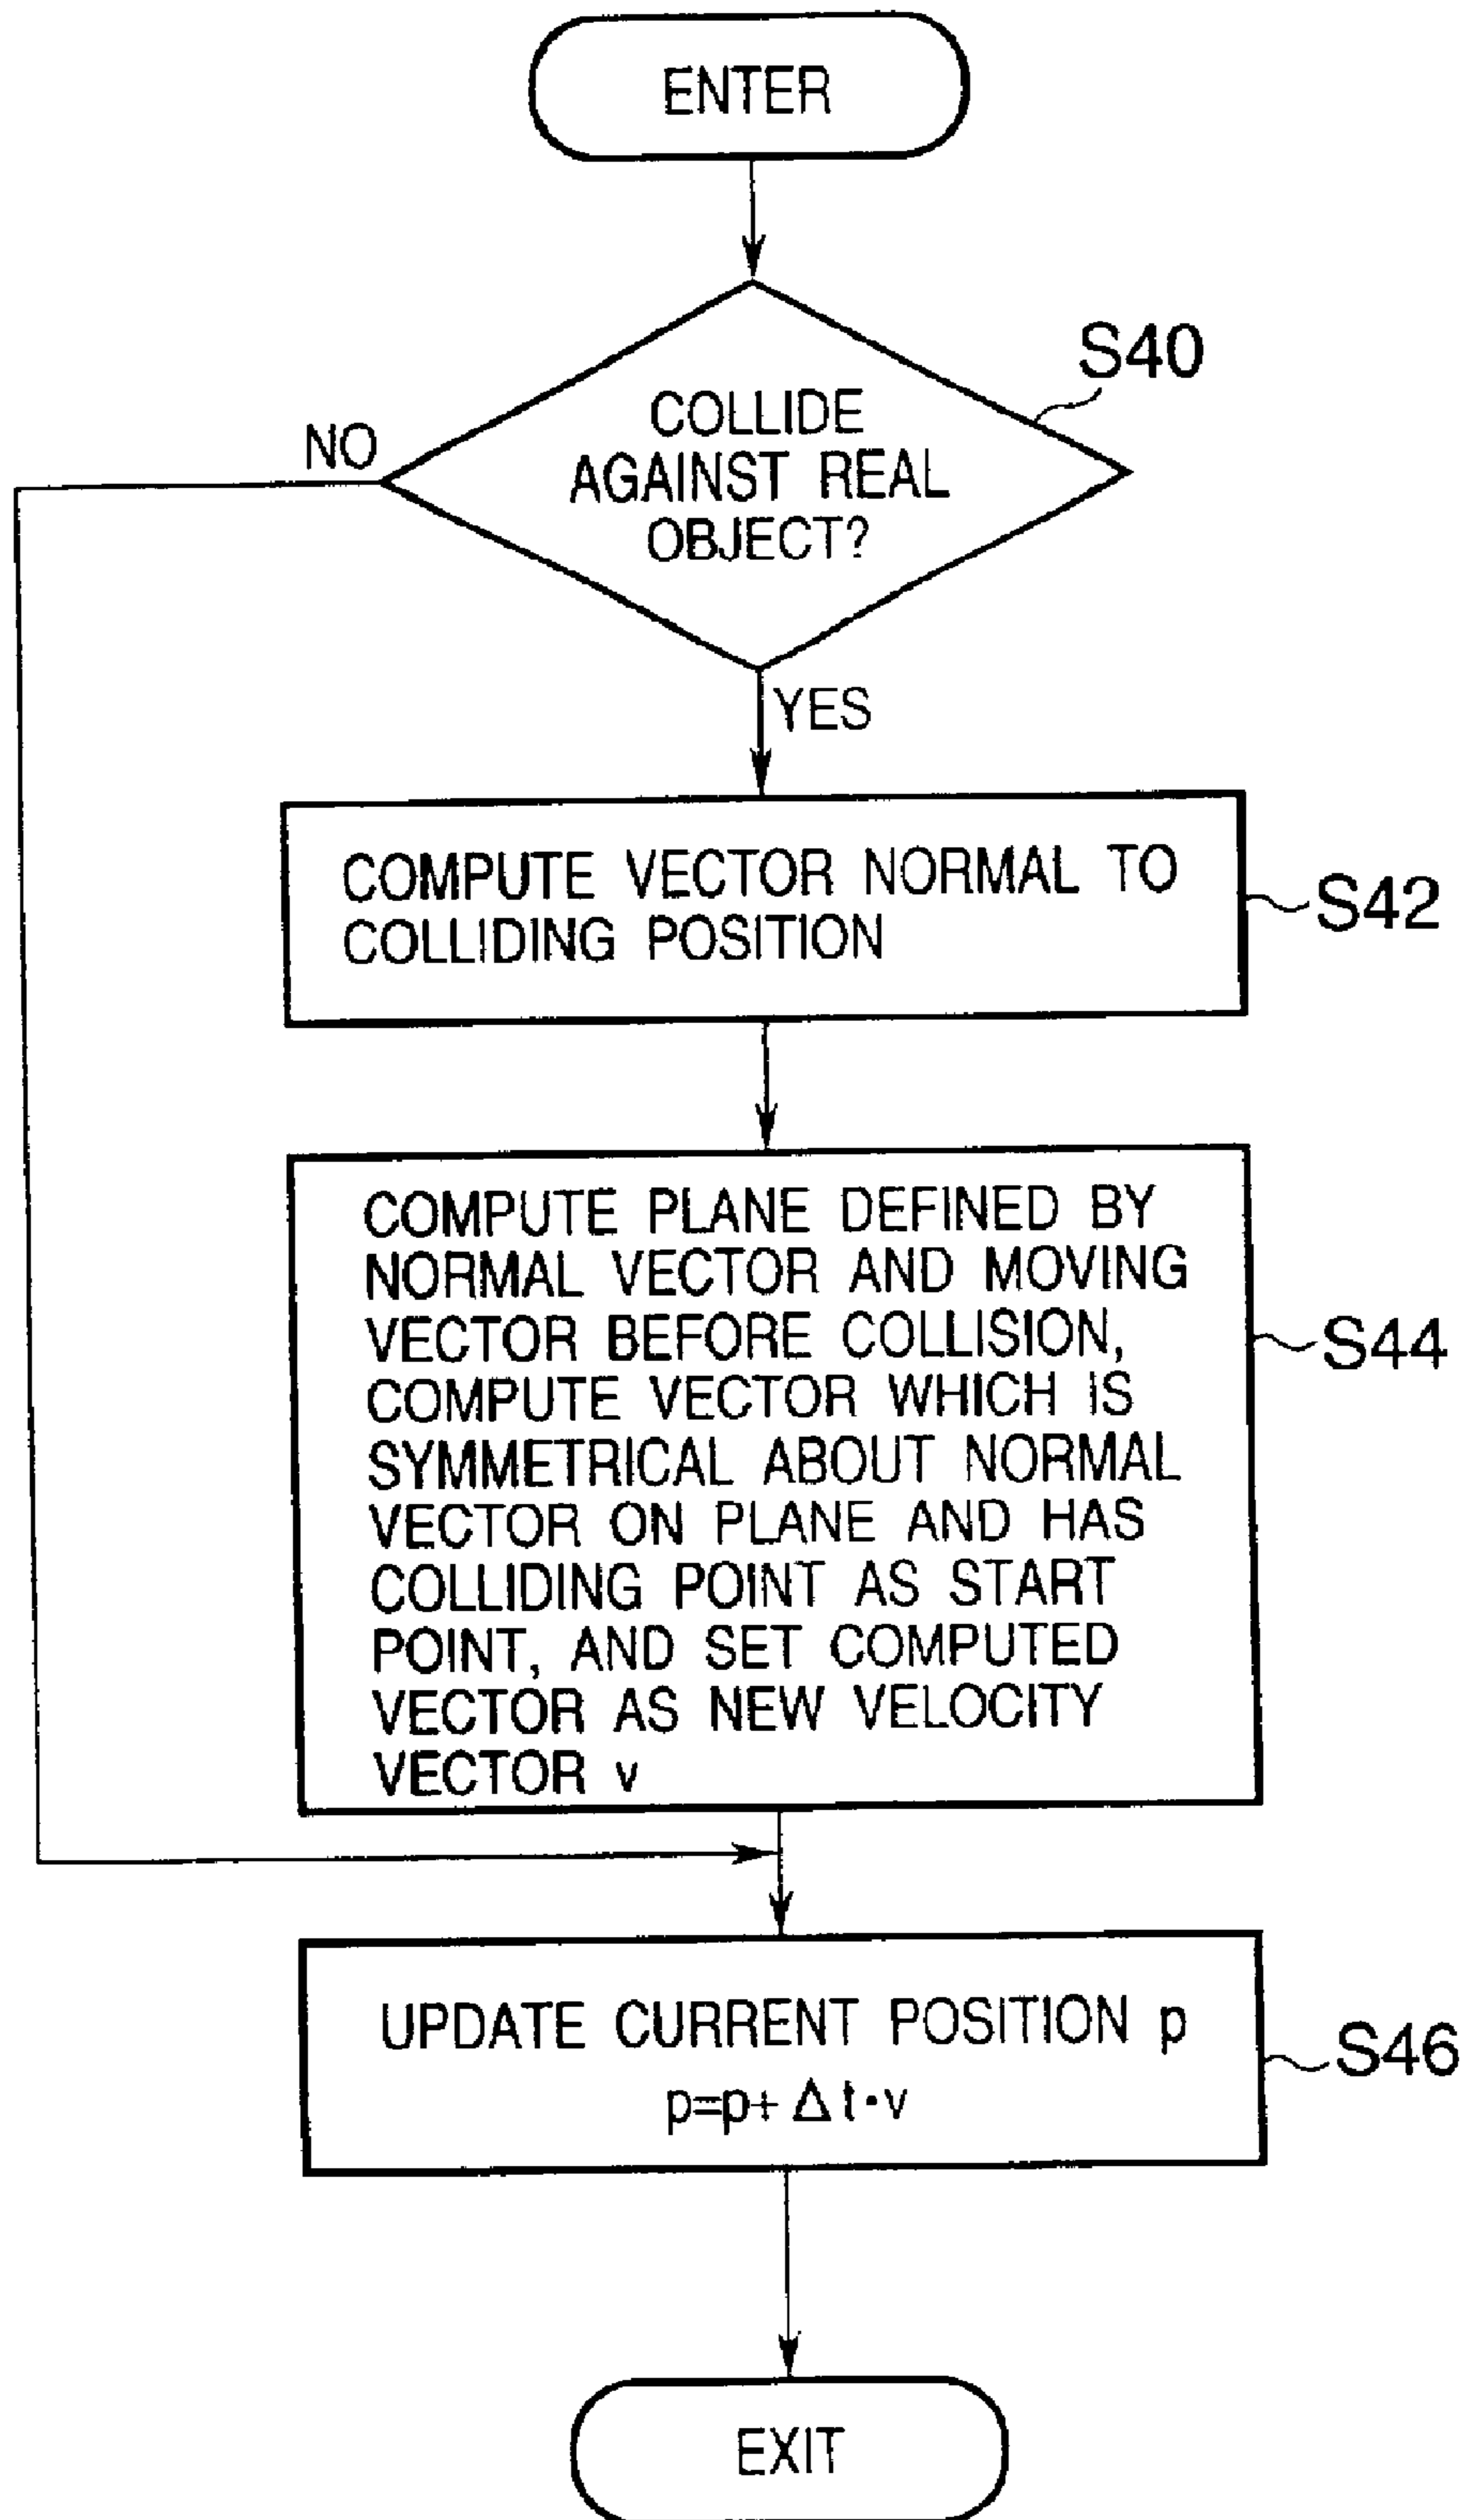 ENTER
S40
COLLIDE
AGAINST REAL
OBJECT?
NO
YES
COMPUTE VECTOR NORMAL TO
COLLIDING POSITION
S42
COMPUTE PLANE DEFINED BY
NORMAL VECTOR AND MOVING
VECTOR BEFORE COLLISION,
COMPUTE VECTOR WHICH IS
SYMMETRICAL ABOUT NORMAL
VECTOR ON PLANE AND HAS
COLLIDING POINT AS START
POINT, AND SET COMPUTED
VECTOR AS NEW VELOCITY
VECTOR v
S44
UPDATE CURRENT POSITION p
p=p+ Δ t·v
S46
EXIT